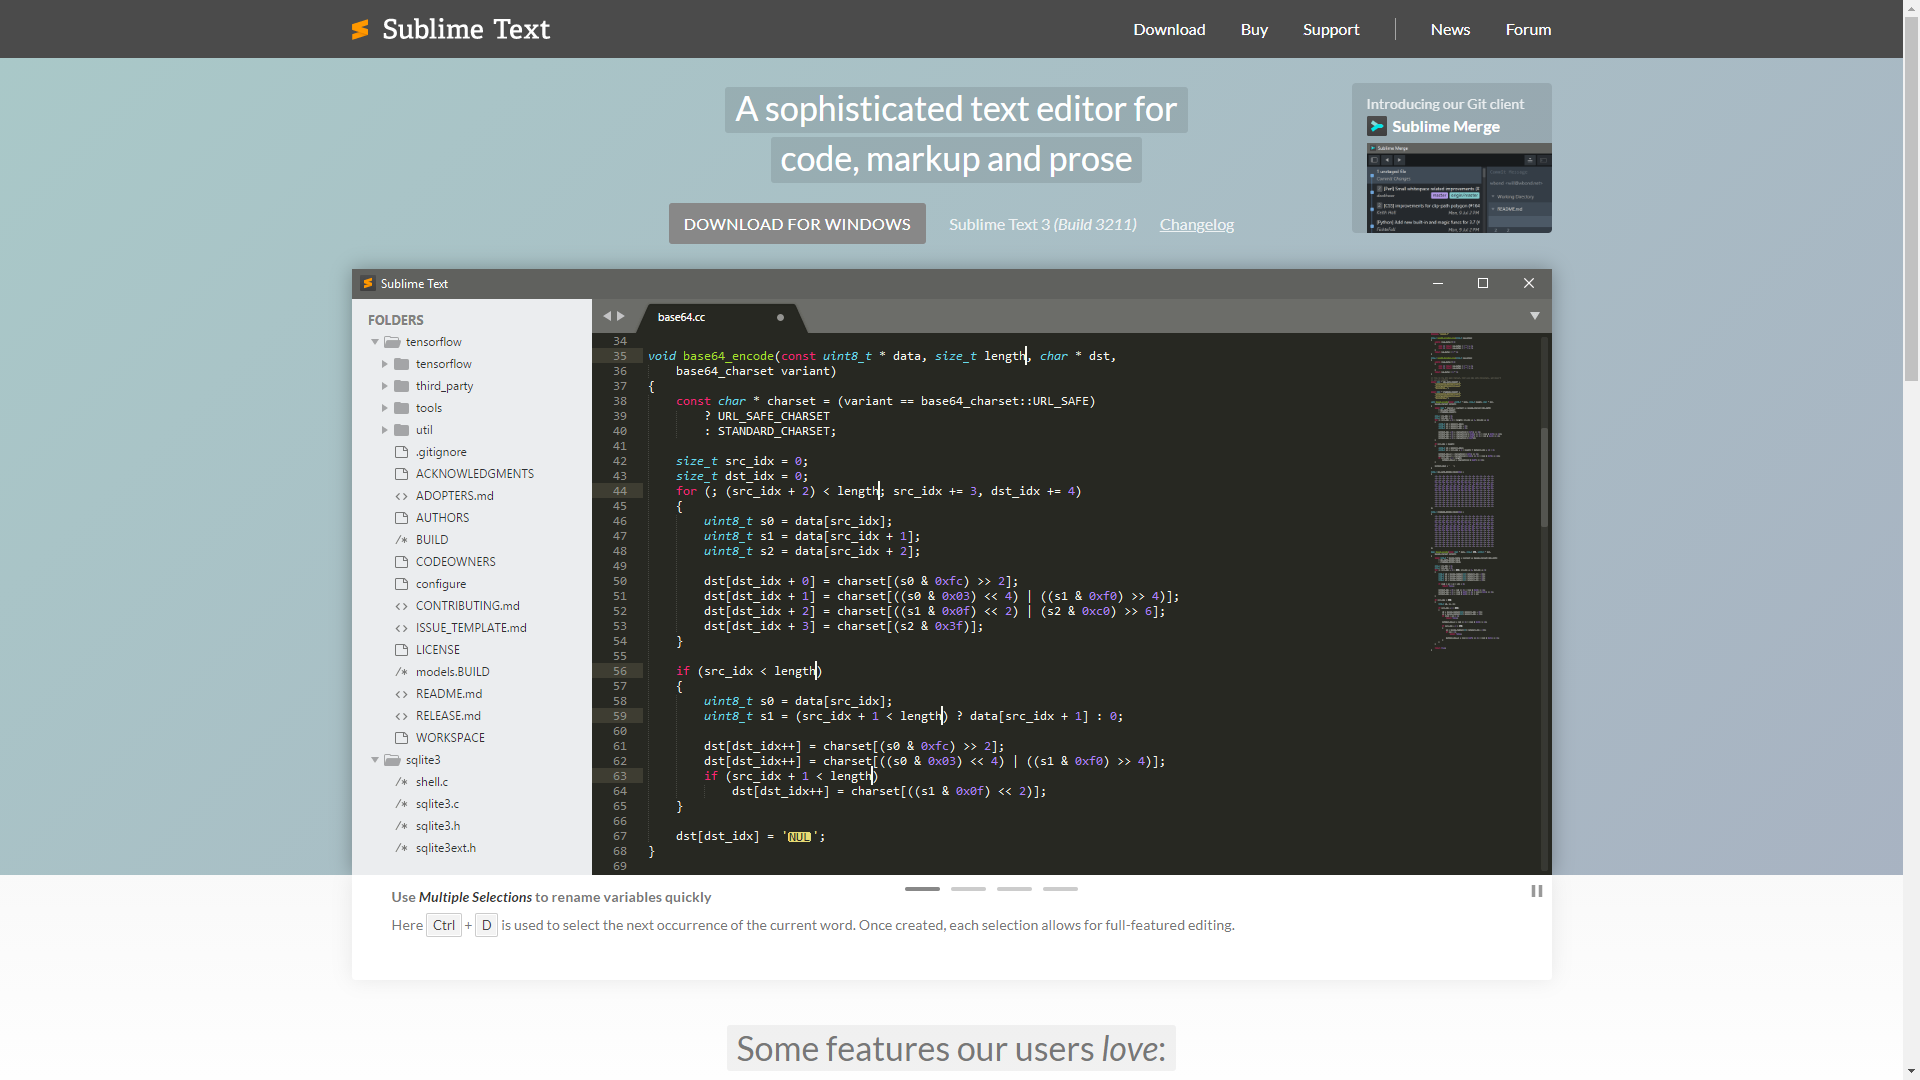 Sublime Text
Download Buy Support News Forum
A sophisticated text editor for
code, markup and prose
DOWNLOAD FOR WINDOWS Sublime Text 3 (Build 3211) Changelog
Introducing our Git client
Sublime Merge
Sublime Text
FOLDERS
tensorflow
tensorflow
third_party
tools
util
.gitignore
ACKNOWLEDGMENTS
<> ADOPTERS.md
AUTHORS
/* BUILD
CODEOWNERS
configure
<> CONTRIBUTING.md
<> ISSUE_TEMPLATE.md
LICENSE
/* models.BUILD
<> README.md
<> RELEASE.md
WORKSPACE
sqlite3
/* shell.c
/* sqlite3.c
/* sqlite3.h
/* sqlite3ext.h
base64.cc
34
35 void base64_encode(const uint8_t * data, size_t length, char * dst,
36 base64_charset variant)
37 {
38 const char * charset = (variant == base64_charset::URL_SAFE)
39 ? URL_SAFE_CHARSET
40 : STANDARD_CHARSET;
41
42 size_t src_idx = 0;
43 size_t dst_idx = 0;
44 for (; (src_idx + 2) < length; src_idx += 3, dst_idx += 4)
45 {
46 uint8_t s0 = data[src_idx];
47 uint8_t s1 = data[src_idx + 1];
48 uint8_t s2 = data[src_idx + 2];
49
50 dst[dst_idx + 0] = charset[(s0 & 0xfc) >> 2];
51 dst[dst_idx + 1] = charset[((s0 & 0x03) << 4) | ((s1 & 0xf0) >> 4)];
52 dst[dst_idx + 2] = charset[((s1 & 0x0f) << 2) | (s2 & 0xc0) >> 6];
53 dst[dst_idx + 3] = charset[(s2 & 0x3f)];
54 }
55
56 if (src_idx < length)
57 {
58 uint8_t s0 = data[src_idx];
59 uint8_t s1 = (src_idx + 1 < length) ? data[src_idx + 1] : 0;
60
61 dst[dst_idx++] = charset[(s0 & 0xfc) >> 2];
62 dst[dst_idx++] = charset[((s0 & 0x03) << 4) | ((s1 & 0xf0) >> 4)];
63 if (src_idx + 1 < length)
64 dst[dst_idx++] = charset[((s1 & 0x0f) << 2)];
65 }
66
67 dst[dst_idx] = 'NUL';
68 }
69
Use Multiple Selections to rename variables quickly
Here Ctrl + D is used to select the next occurrence of the current word. Once created, each selection allows for full-featured editing.
Some features our users love: